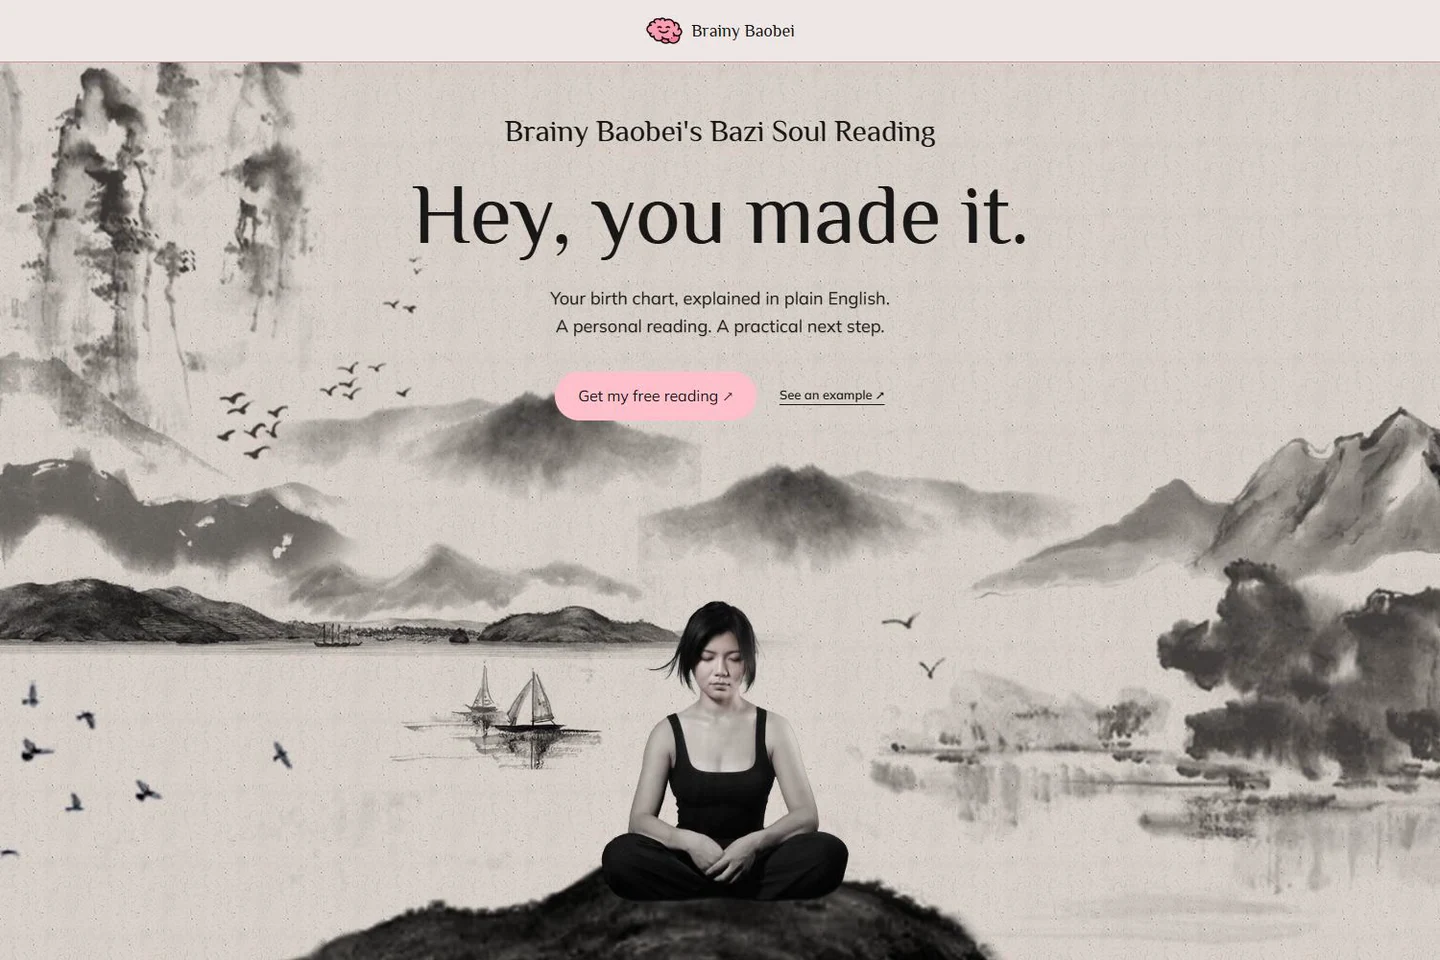 Brainy Baobei
Brainy Baobei's Bazi Soul Reading
Hey, you made it.
Your birth chart, explained in plain English.
A personal reading. A practical next step.
Get my free reading ↗
See an example ↗